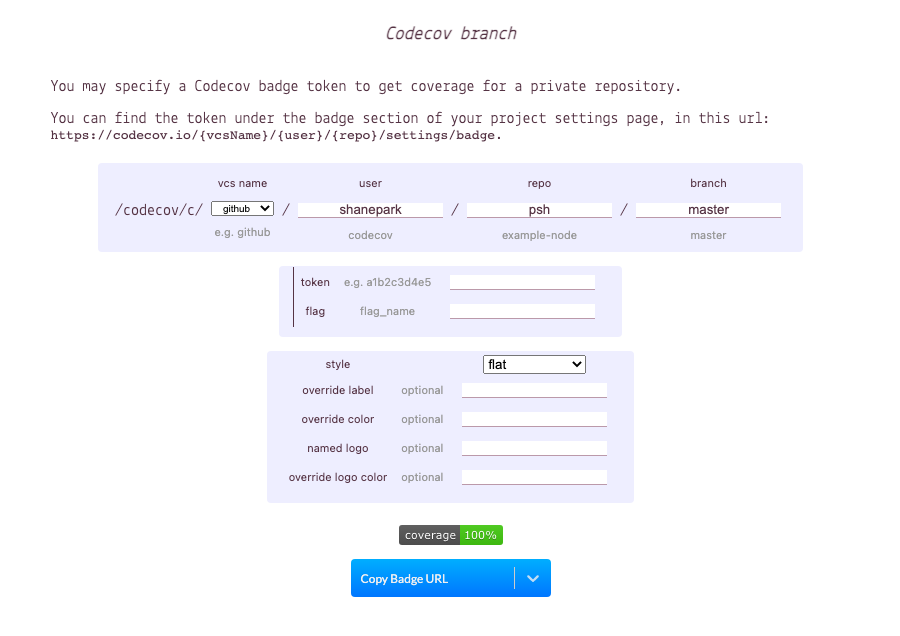 Codecov branch
You may specify a Codecov badge token to get coverage for a private repository.
You can find the token under the badge section of your project settings page, in this url:
https://codecov.io/{vcsName}/{user}/{repo}/settings/badge.
vcs name user repo branch
/codecov/c/ github / shanepark / psh / master
e.g. github codecov example-node master
token e.g. a1b2c3d4e5
flag flag_name
style flat
override label optional
override color optional
named logo optional
override logo color optional
coverage 100%
Copy Badge URL